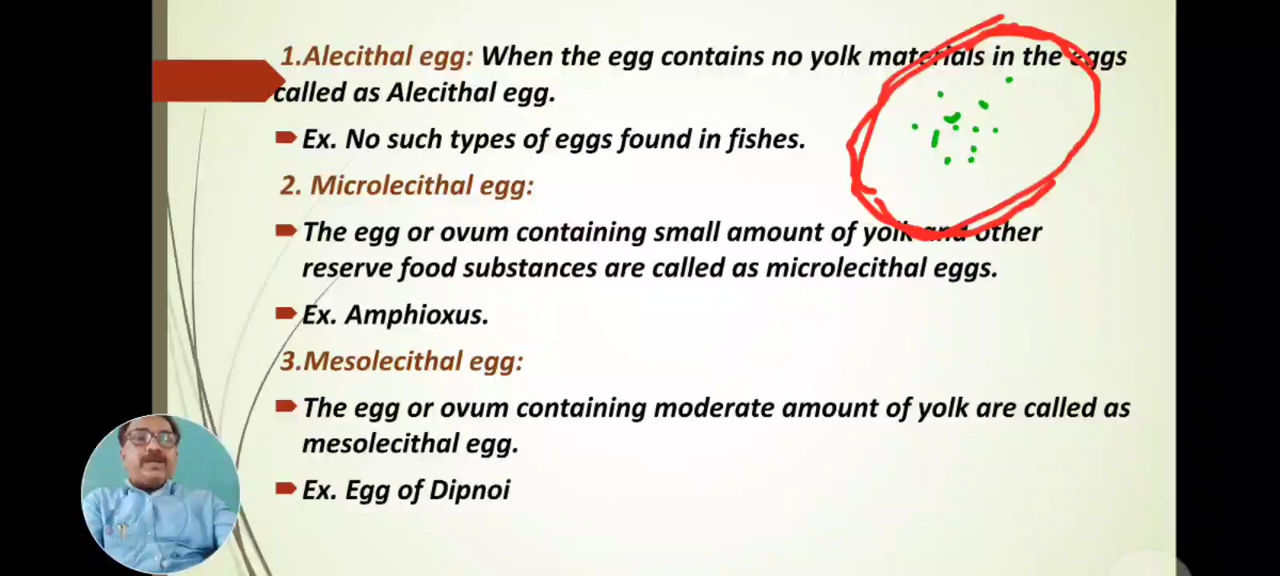 1.Alecithal egg: When the egg contains no yolk materials in the eggs
called as Alecithal egg.
Ex. No such types of eggs found in fishes.
2. Microlecithal egg:
The egg or ovum containing small amount of yolk and other
reserve food substances are called as microlecithal eggs.
Ex. Amphioxus.
3.Mesolecithal egg:
The egg or ovum containing moderate amount of yolk are called as
mesolecithal egg.
Ex. Egg of Dipnoi